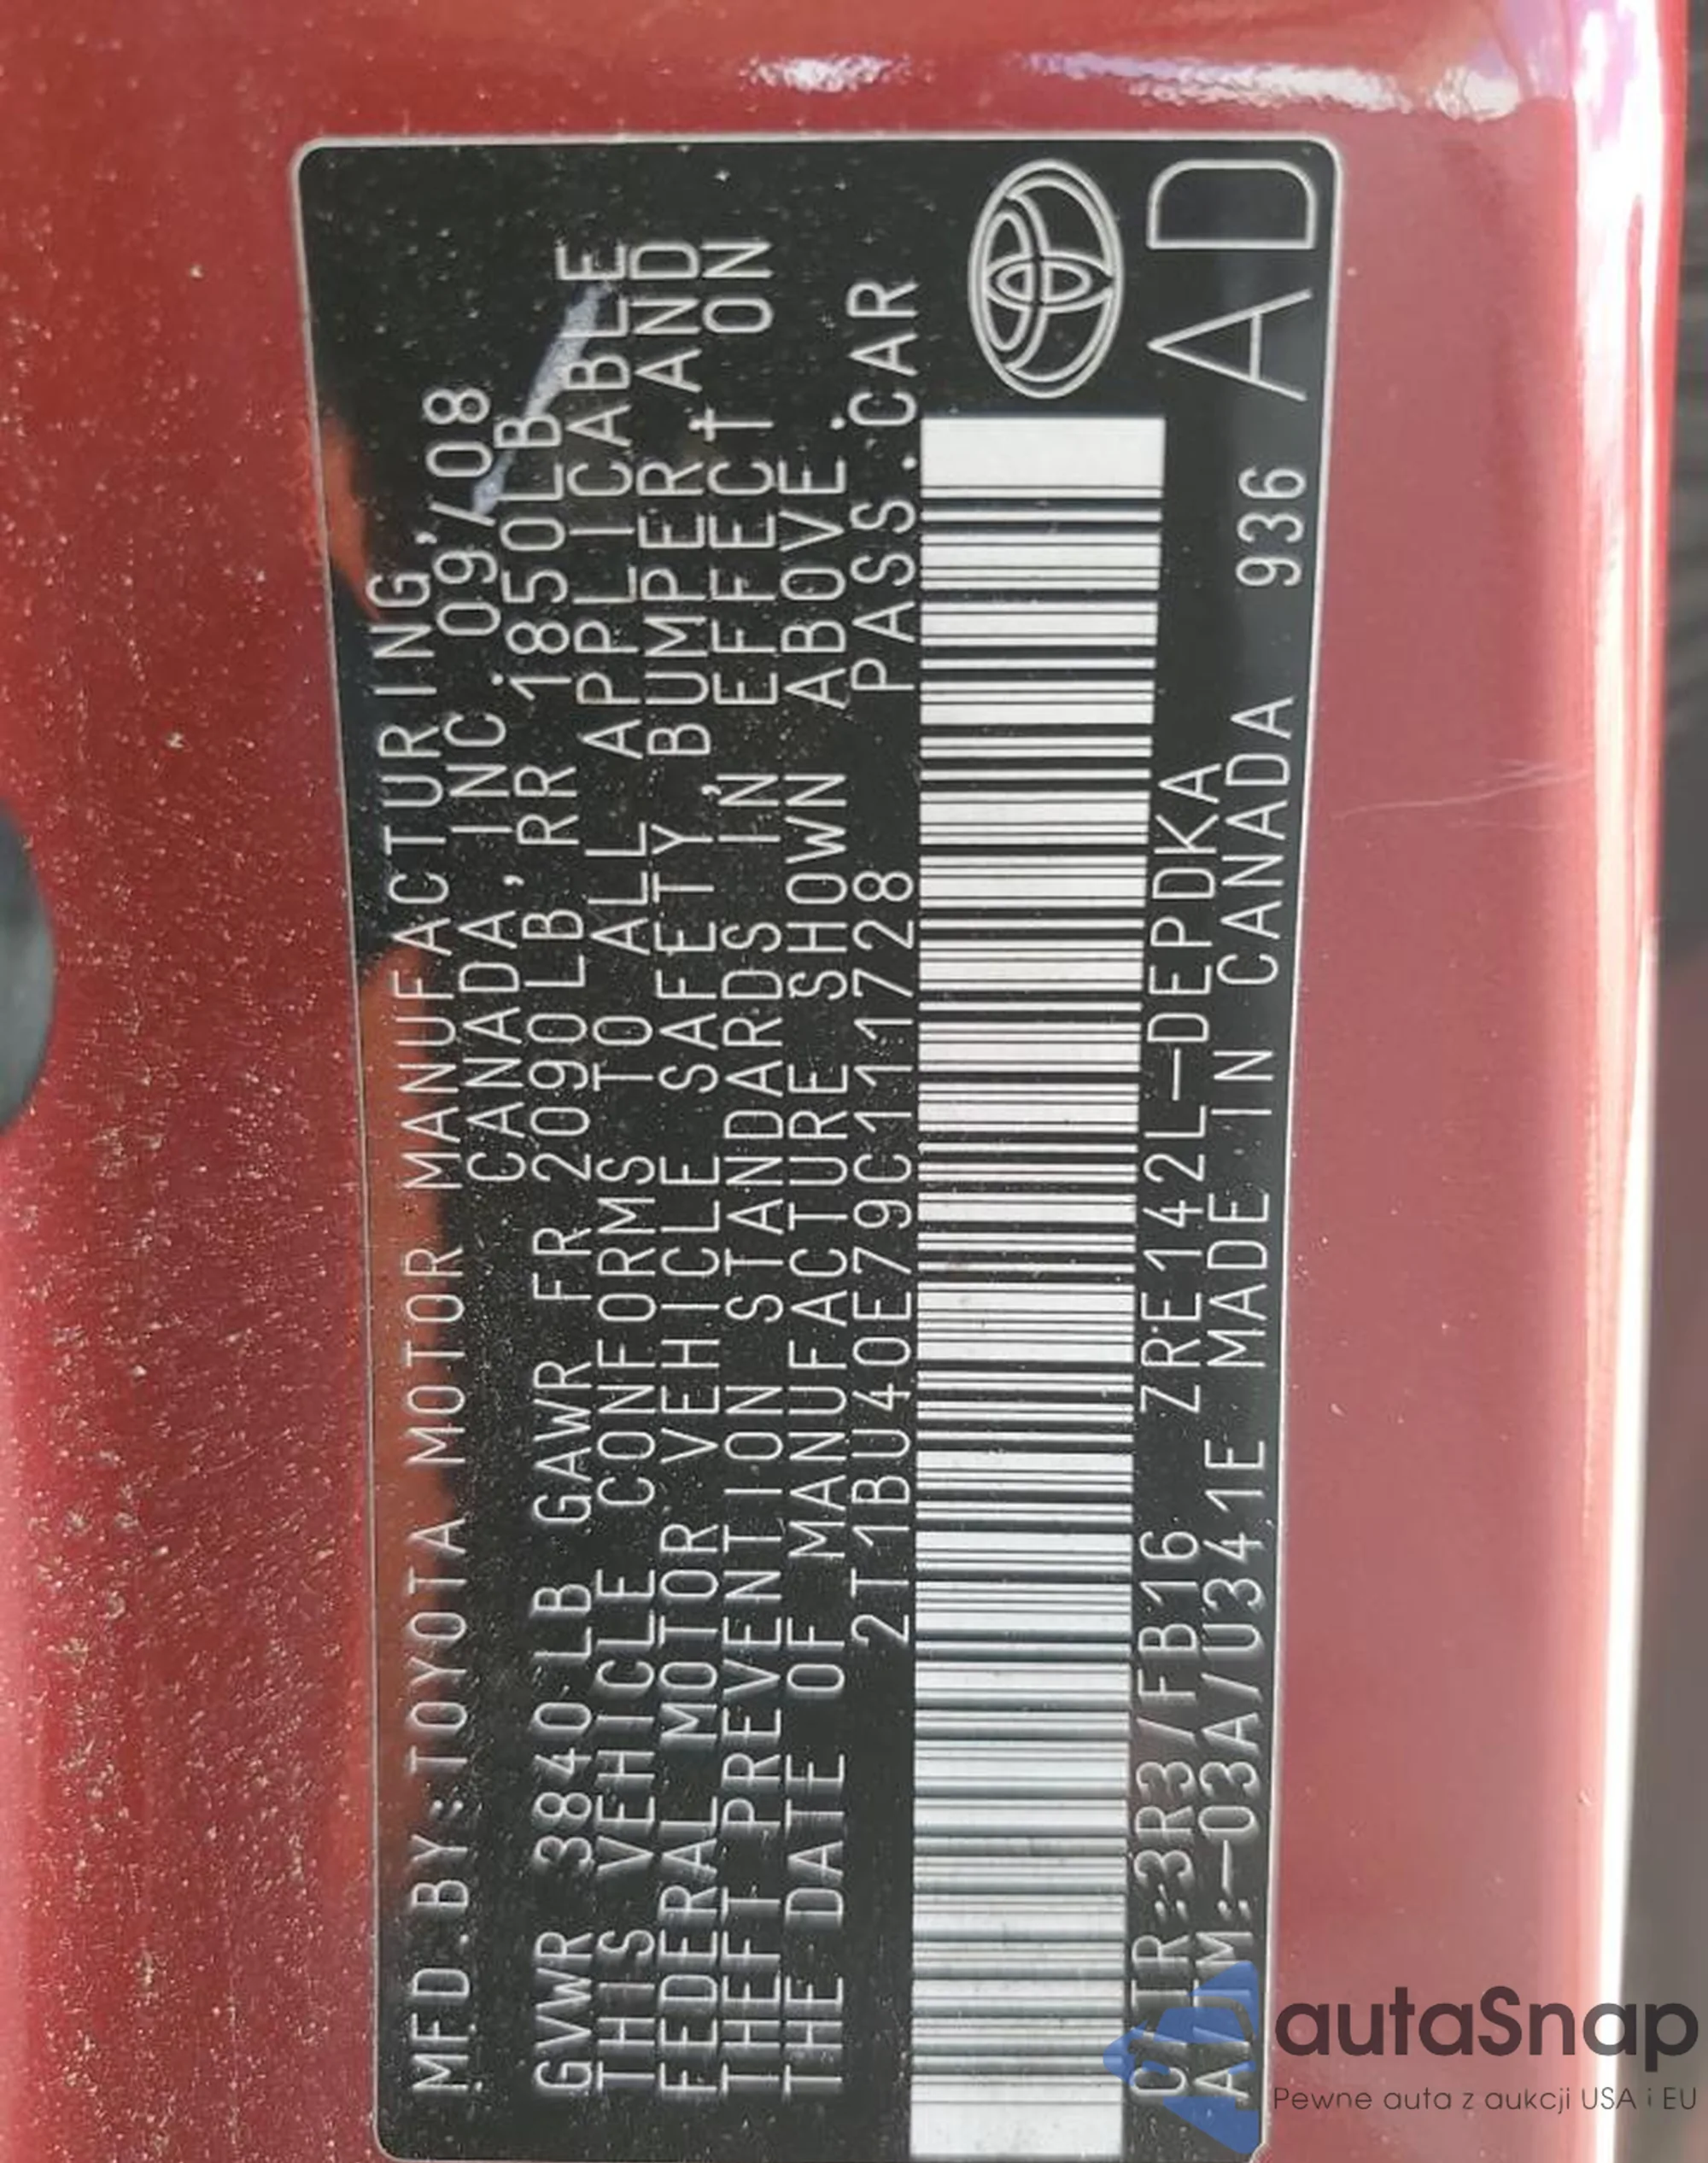 MFD.BY:TOYOTA MOTOR MANUFACTURING,
CANADA, INC. 09/08
GVWR 3840LB GAWR FR 2090LB, RR 1850LB
THIS VEHICLE CONFORMS TO ALL APPLICABLE
FEDERAL MOTOR VEHICLE SAFETY, BUMPER, AND
THEFT PREVENTION STANDARDS IN EFFECT ON
THE DATE OF MANUFACTURE SHOWN ABOVE.
2T1BU40E79C111728 PASS.CAR
C/TR:3R3/FB16 ZRE142L-DEPDKA
A/TM:-03A/U341E MADE IN CANADA 936 AD
autaSnap
Pewne auta z aukcji USA i EU